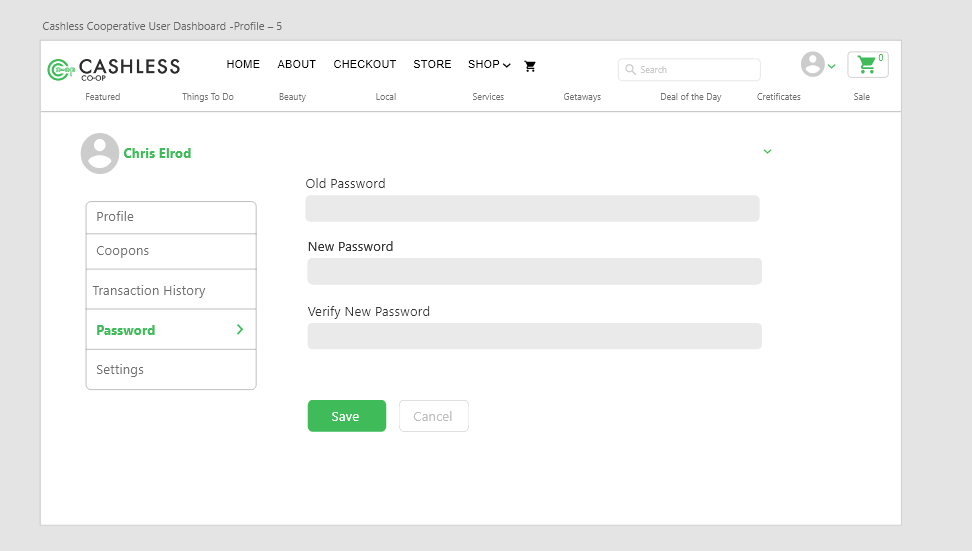 Cashless Cooperative User Dashboard -Profile – 5
CASHLESS
CO-OP
HOME ABOUT CHECKOUT STORE SHOP
Search
0
Featured Things To Do Beauty Local Services Getaways Deal of the Day Cretificates Sale
Chris Elrod
Profile
Coopons
Transaction History
Password
Settings
Old Password
New Password
Verify New Password
Save Cancel